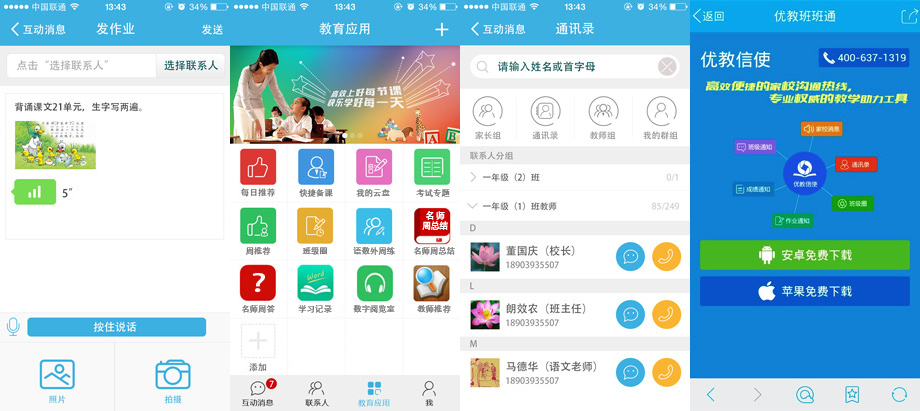 中国联通
13:43
34%
互动消息
发作业
发送
点击“选择联系人”
选择联系人
背诵课文21单元，生字写两遍。
5″
按住说话
照片
拍摄
中国联通
13:43
34%
教育应用
高效上好每节课
快乐学好每一天
每日推荐
快捷备课
我的云盘
考试专题
周推荐
班级圈
语数外周练
名师
周总结
名师周总结
名师周答
Word
学习记录
数字阅览室
教师推荐
添加
7
互动消息
联系人
教育应用
我
中国联通
13:43
34%
互动消息
通讯录
请输入姓名或首字母
家长组
通讯录
教师组
我的群组
联系人分组
一年级（2）班
0/1
一年级（1）班教师
85/249
D
董国庆（校长）
18903935507
L
朗效农（班主任）
18903935507
M
马德华（语文老师）
18903935507
返回
优教班班通
优教信使
400-637-1319
高效便捷的家校沟通热线，
专业权威的教学助力工具
家校消息
班级通知
通讯录
优教信使
成绩通知
班级圈
作业通知
安卓免费下载
苹果免费下载